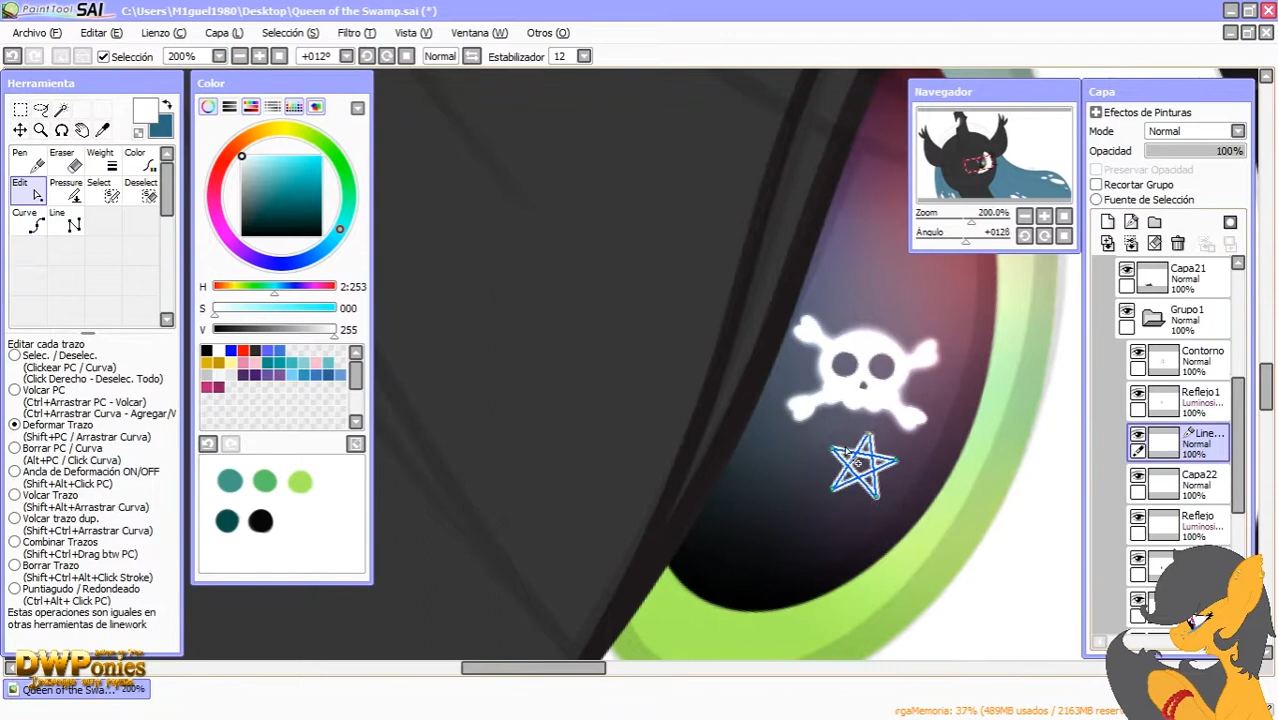 PaintTool SAI C:\Users\M1guel1980\Desktop\Queen of the Swamp.sai (*)
Archivo (F) Editar (E) Lienzo (C) Capa (L) Selección (S) Filtro (T) Vista (V) Ventana (W) Otros (O)
Selección 200% +012º Normal Estabilizador 12
Herramienta
Pen Eraser Weight Color
Edit Pressure Select Deselect
Curve Line
Editar cada trazo
Selec. / Deselec.
(Clickear PC / Curva)
(Click Derecho - Deselec. Todo)
Volcar PC
(Ctrl+Arrastrar PC - Volcar)
(Ctrl+Arrastrar Curva - Agregar/V
Deformar Trazo
(Shift+PC / Arrastrar Curva)
Borrar PC / Curva
(Alt+PC / Click Curva)
Ancla de Deformación ON/OFF
(Shift+Alt+Click PC)
Volcar Trazo
(Shift+Alt+Arrastrar Curva)
Volcar trazo dup.
(Shift+Ctrl+Arrastrar Curva)
Combinar Trazos
(Shift+Ctrl+Drag btw PC)
Borrar Trazo
(Shift+Ctrl+Alt+Click Stroke)
Puntiagudo / Redondeado
(Ctrl+Alt+ Click PC)
Estas operaciones son iguales en
otras herramientas de linework
DWPonies
Color
H 2:253
S 000
V 255
Navegador
Zoom 200.0%
Ángulo +012ß
Capa
Efectos de Pinturas
Mode Normal
Opacidad 100%
Preservar Opacidad
Recortar Grupo
Fuente de Selección
Capa21
Normal
100%
Grupo1
Normal
100%
Contorno
Normal
100%
Reflejo1
Luminosi...
100%
Line...
Normal
100%
Capa22
Normal
100%
Reflejo
Luminosi...
100%
Queen of the Swa... 200%
argaMemoria: 37% (489MB usados / 2163MB